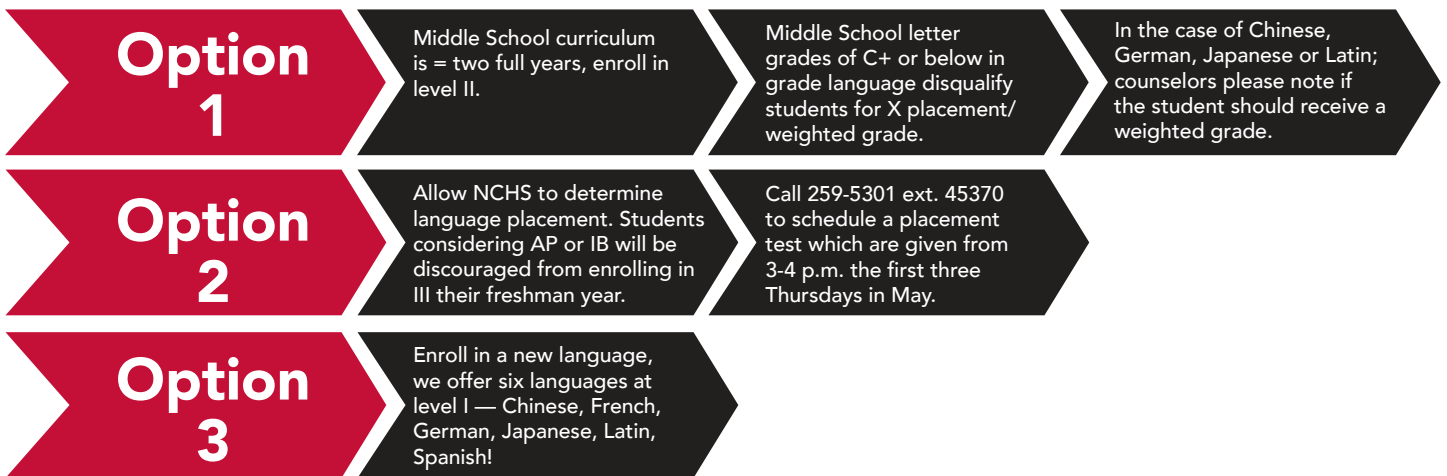 Option
1
Middle School curriculum
is = two full years, enroll in
level II.
Middle School letter
grades of C+ or below in
grade language disqualify
students for X placement/
weighted grade.
In the case of Chinese,
German, Japanese or Latin;
counselors please note if
the student should receive a
weighted grade.
Option
2
Allow NCHS to determine
language placement. Students
considering AP or IB will be
discouraged from enrolling in
III their freshman year.
Call 259-5301 ext. 45370
to schedule a placement
test which are given from
3-4 p.m. the first three
Thursdays in May.
Option
3
Enroll in a new language,
we offer six languages at
level I — Chinese, French,
German, Japanese, Latin,
Spanish!